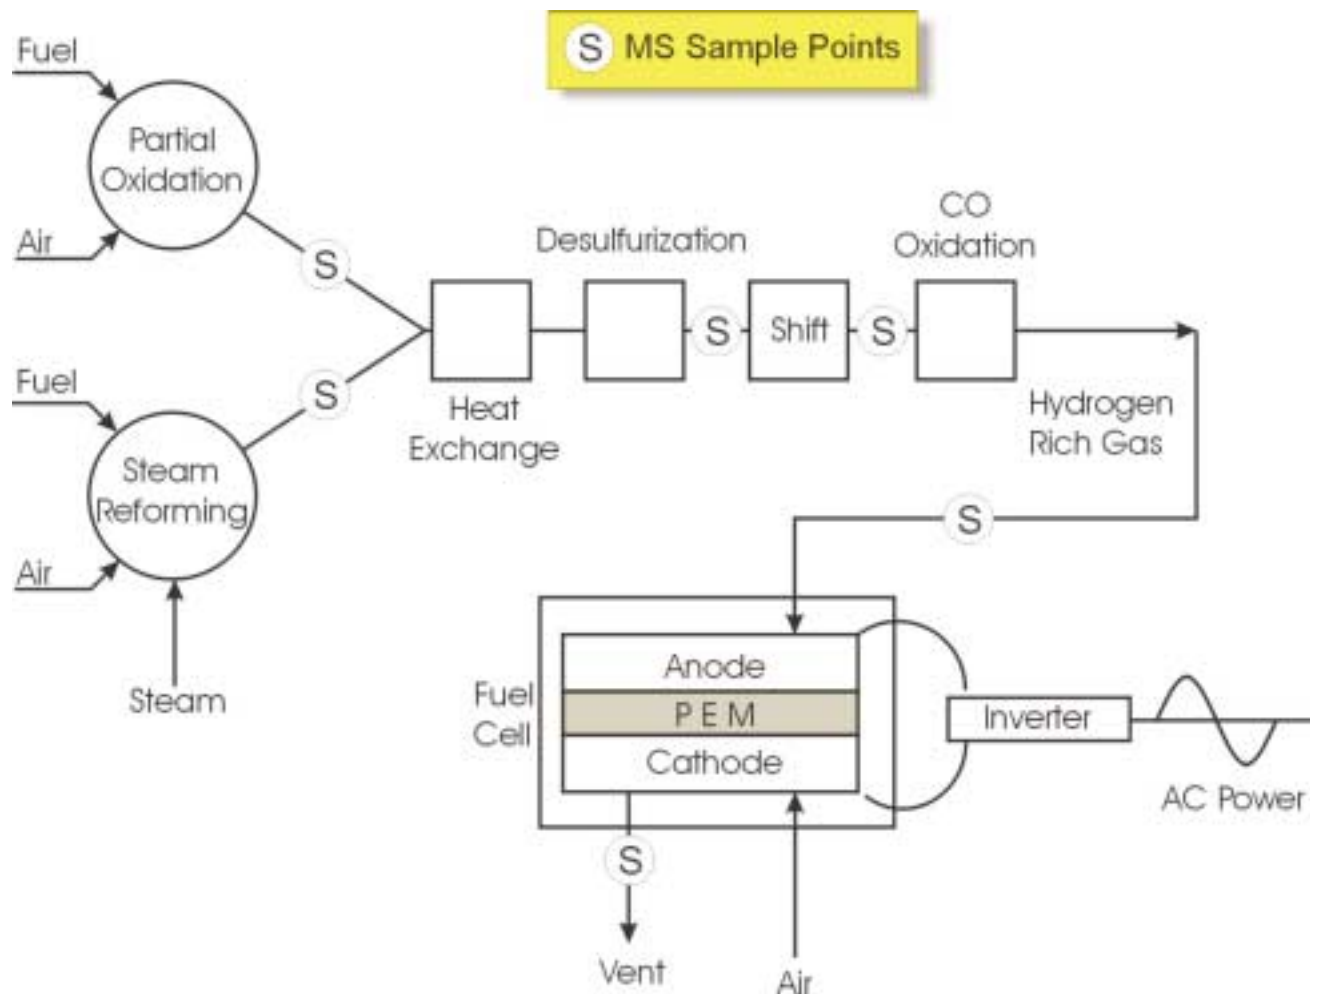 S MS Sample Points
Fuel
Partial
Oxidation
Air
S
Desulfurization
CO
Oxidation
S
Shift
S
Heat
Exchange
Hydrogen
Rich Gas
S
Fuel
Steam
Reforming
Air
Steam
S
Fuel
Cell
Anode
PEM
Cathode
Inverter
AC Power
S
Vent
Air